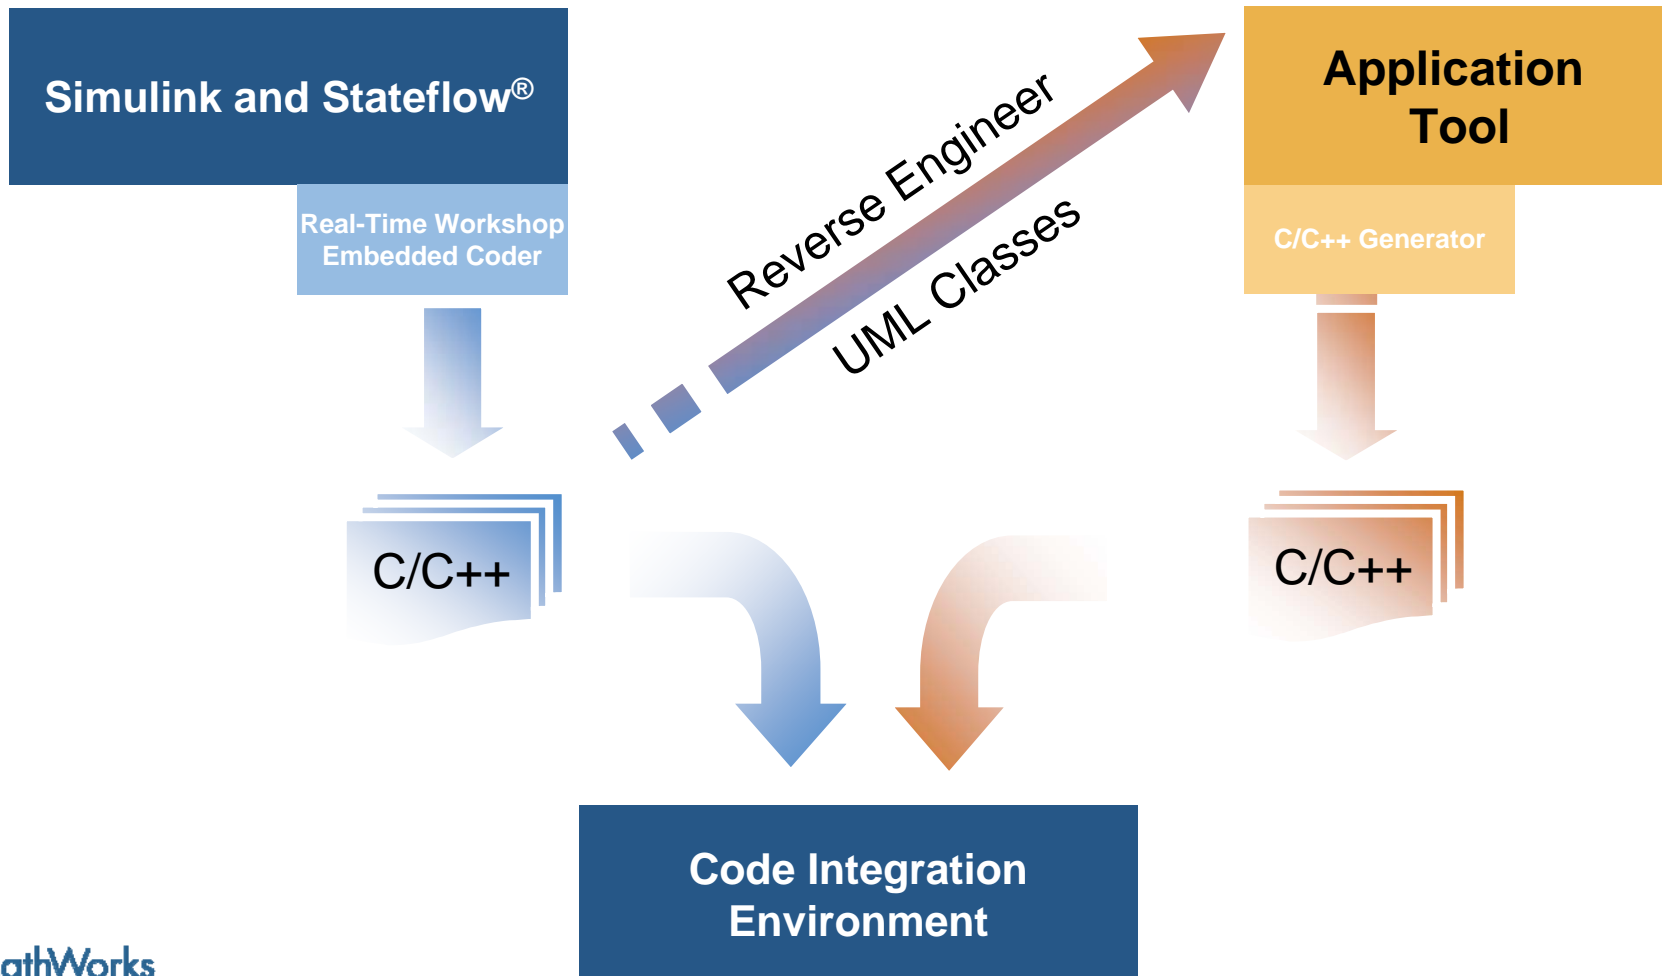 Simulink and Stateflow®
Real-Time Workshop
Embedded Coder
Reverse Engineer
UML Classes
Application
Tool
C/C++ Generator
C/C++
C/C++
Code Integration
Environment
athWorks